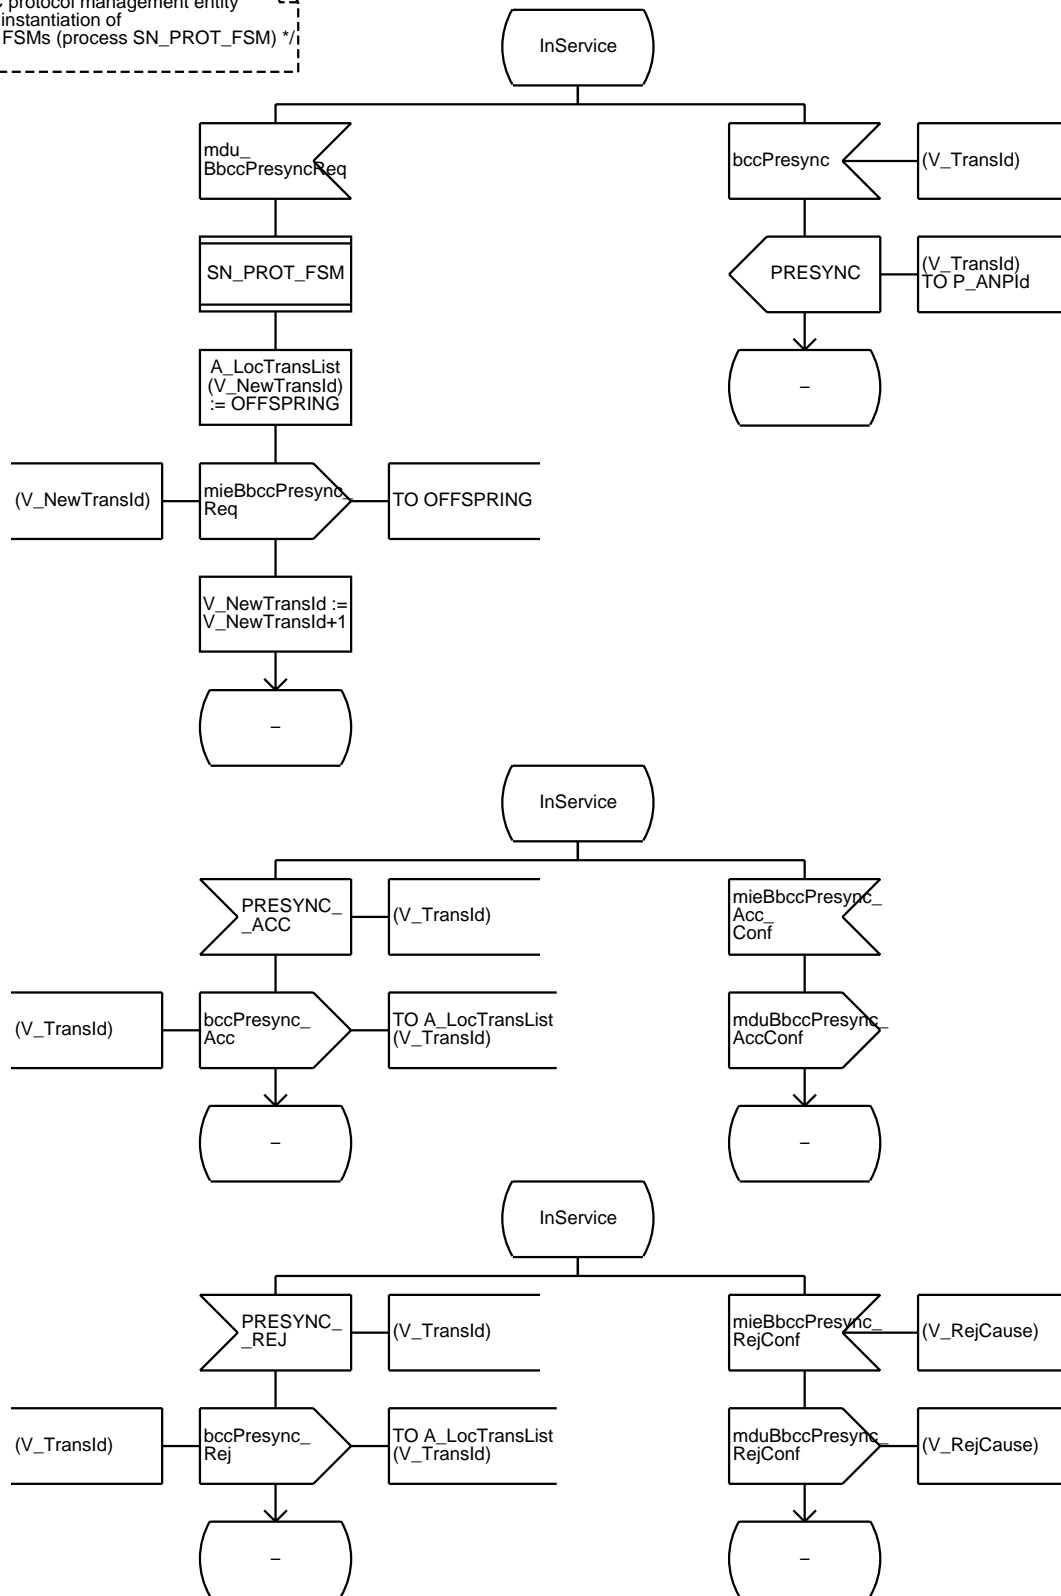 protocol management entity
instantiation of
FSMs (process SN_PROT_FSM) */
InService
mdu_
BbccPresyncReq
bccPresync
(V_TransId)
SN_PROT_FSM
PRESYNC
(V_TransId)
TO P_ANPId
A_LocTransList
(V_NewTransId)
:= OFFSPRING
–
(V_NewTransId)
mieBbccPresync_
Req
TO OFFSPRING
V_NewTransId :=
V_NewTransId+1
–
InService
PRESYNC_
_ACC
(V_TransId)
mieBbccPresync_
Acc_
Conf
(V_TransId)
bccPresync_
Acc
TO A_LocTransList
(V_TransId)
mduBbccPresync_
AccConf
–
–
InService
PRESYNC_
_REJ
(V_TransId)
mieBbccPresync_
RejConf
(V_RejCause)
(V_TransId)
bccPresync_
Rej
TO A_LocTransList
(V_TransId)
mduBbccPresync_
RejConf
(V_RejCause)
–
–